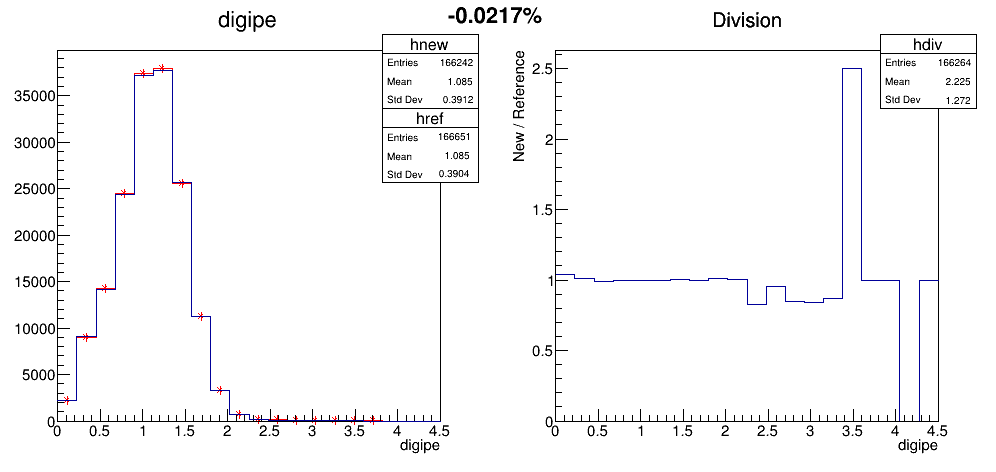 -0.0217%
digipe
hnew
Entries 166242
Mean 1.085
Std Dev 0.3912
href
Entries 166651
Mean 1.085
Std Dev 0.3904
35000
30000
25000
20000
15000
10000
5000
0
0 0.5 1 1.5 2 2.5 3 3.5 4 4.5
digipe
Division
hdiv
Entries 166264
Mean 2.225
Std Dev 1.272
New / Reference
2.5
2
1.5
1
0.5
0
0 0.5 1 1.5 2 2.5 3 3.5 4 4.5
digipe